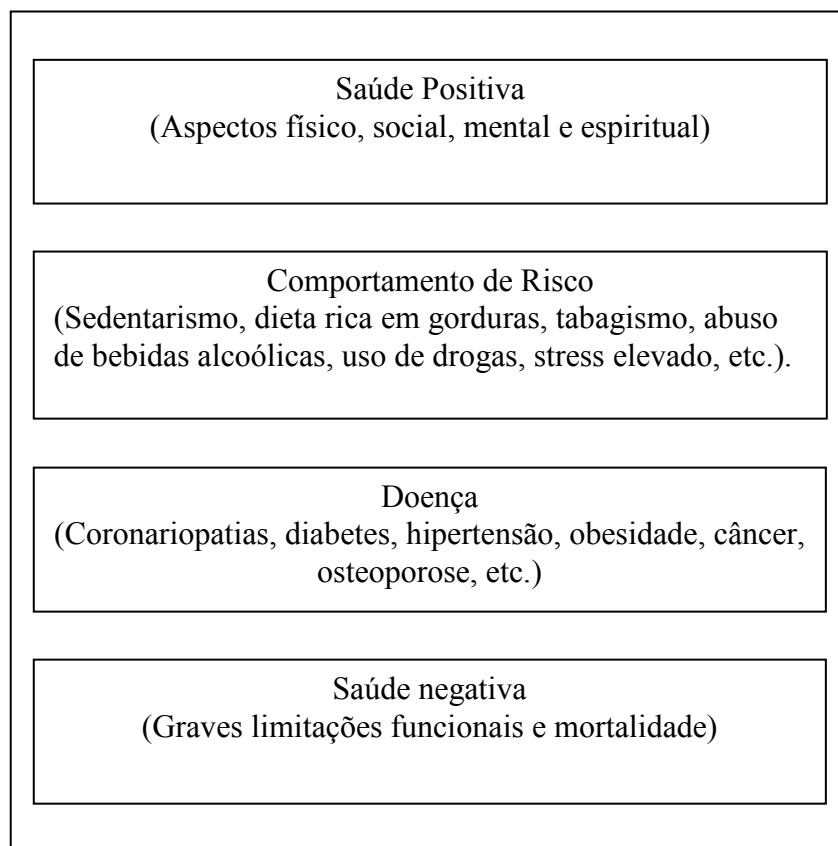 Saúde Positiva
(Aspectos físico, social, mental e espiritual)
Comportamento de Risco
(Sedentarismo, dieta rica em gorduras, tabagismo, abuso
de bebidas alcoólicas, uso de drogas, stress elevado, etc.).
Doença
(Coronariopatias, diabetes, hipertensão, obesidade, câncer,
osteoporose, etc.)
Saúde negativa
(Graves limitações funcionais e mortalidade)